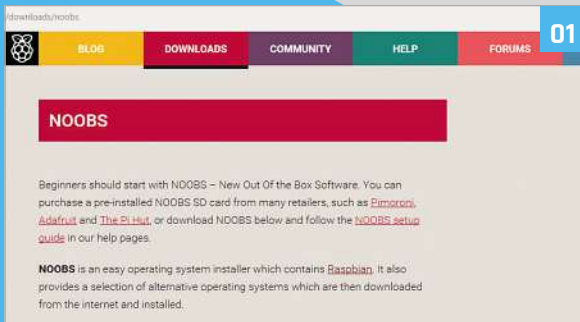 /downloads/noobs.
01
BLOG DOWNLOADS COMMUNITY HELP FORUMS
NOOBS
Beginners should start with NOOBS – New Out Of the Box Software. You can
purchase a pre-installed NOOBS SD card from many retailers, such as Pimoroni,
Adafruit and The Pi Hut, or download NOOBS below and follow the NOOBS setup
guide in our help pages.
NOOBS is an easy operating system installer which contains Raspbian. It also
provides a selection of alternative operating systems which are then downloaded
from the internet and installed.